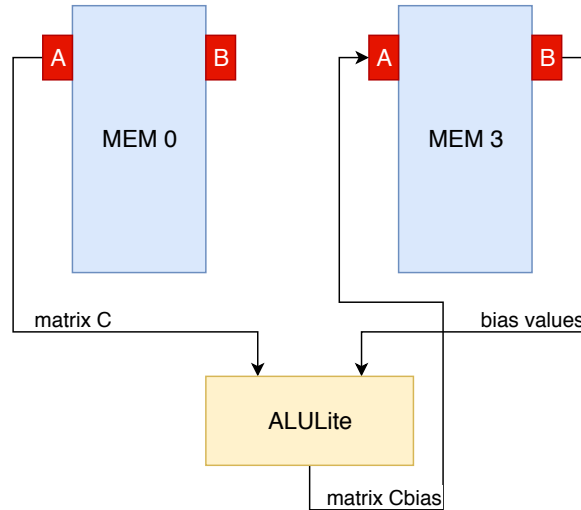 A
B
A
B
MEM 0
MEM 3
matrix C
bias values
ALULite
matrix Cbias